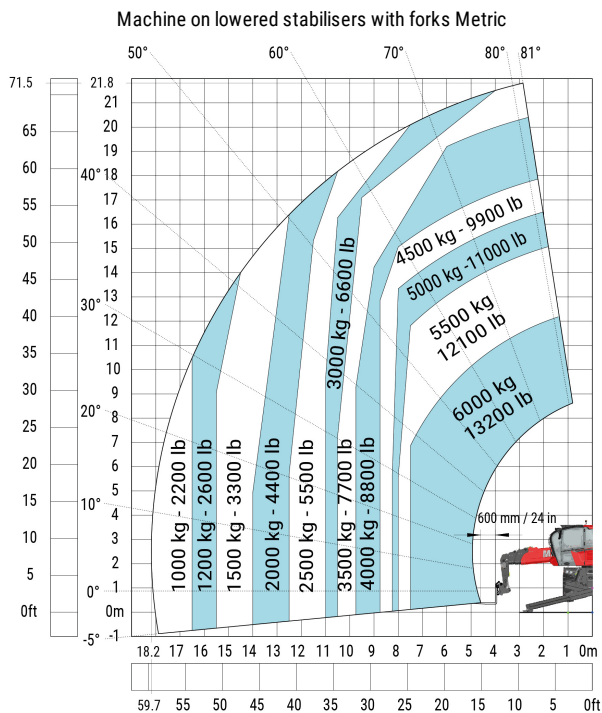 Machine on lowered stabilisers with forks Metric
50° 60° 70° 80° 81°
71.5 21.8
21
65 20
19
60 40° 18
17
55 16
50 15
14
45 30° 13
40 12
11
35 10
30 9
20° 8
25 7
20 6
5
15 10° 4
10 3
2
5 0° 1
0ft 0m
-5° -1
4500 kg - 9900 lb
5000 kg -11000 lb
5500 kg
12100 lb
6000 kg
13200 lb
1000 kg - 2200 lb
1200 kg - 2600 lb
1500 kg - 3300 lb
2000 kg - 4400 lb
2500 kg - 5500 lb
3000 kg - 6600 lb
3500 kg - 7700 lb
4000 kg - 8800 lb
600 mm / 24 in
18.2 17 16 15 14 13 12 11 10 9 8 7 6 5 4 3 2 1 0m
59.7 55 50 45 40 35 30 25 20 15 10 5 0ft